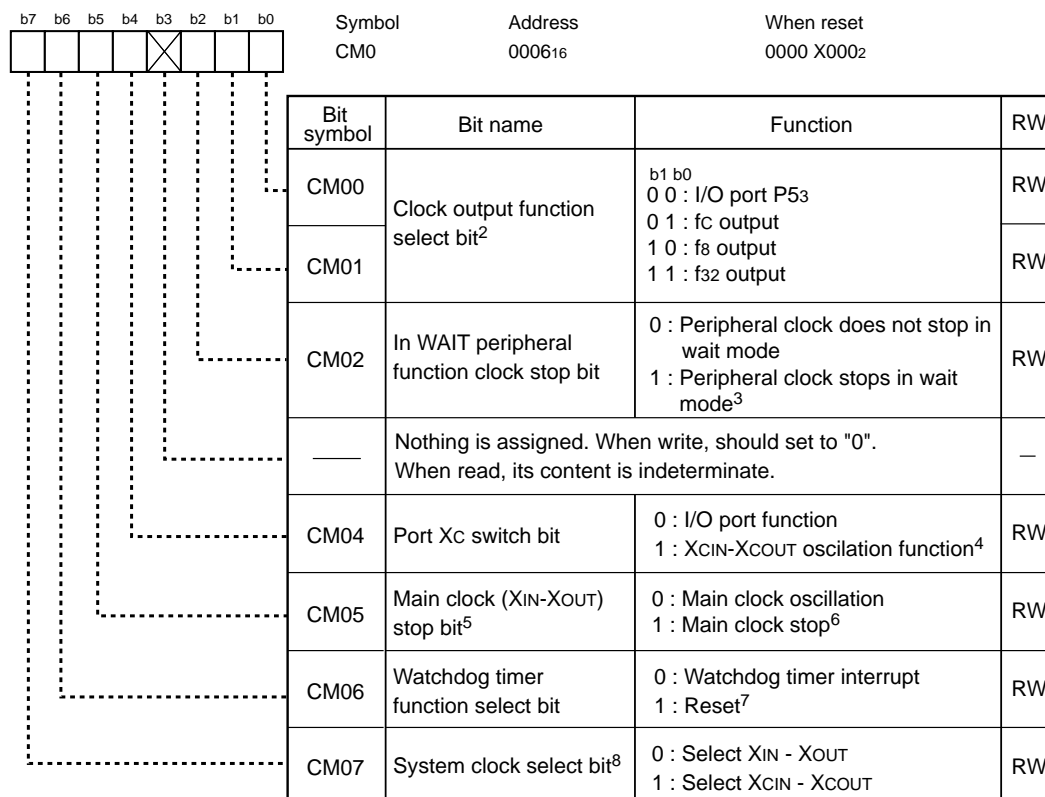 b7 b6 b5 b4 b3 b2 b1 b0
Symbol Address When reset
CM0 000616 0000 X0002
Bit symbol Bit name Function RW
CM00 RW
Clock output function
select bit2
b1 b0
0 0 : I/O port P53
0 1 : fC output
1 0 : f8 output
1 1 : f32 output
CM01 RW
CM02
In WAIT peripheral
function clock stop bit
0 : Peripheral clock does not stop in
wait mode
1 : Peripheral clock stops in wait
mode3
RW
Nothing is assigned. When write, should set to "0".
When read, its content is indeterminate.
—
CM04 Port XC switch bit
0 : I/O port function
1 : XCIN-XCOUT oscilation function4
RW
CM05
Main clock (XIN-XOUT)
stop bit5
0 : Main clock oscillation
1 : Main clock stop6
RW
CM06
Watchdog timer
function select bit
0 : Watchdog timer interrupt
1 : Reset7
RW
CM07 System clock select bit8
0 : Select XIN - XOUT
1 : Select XCIN - XCOUT
RW